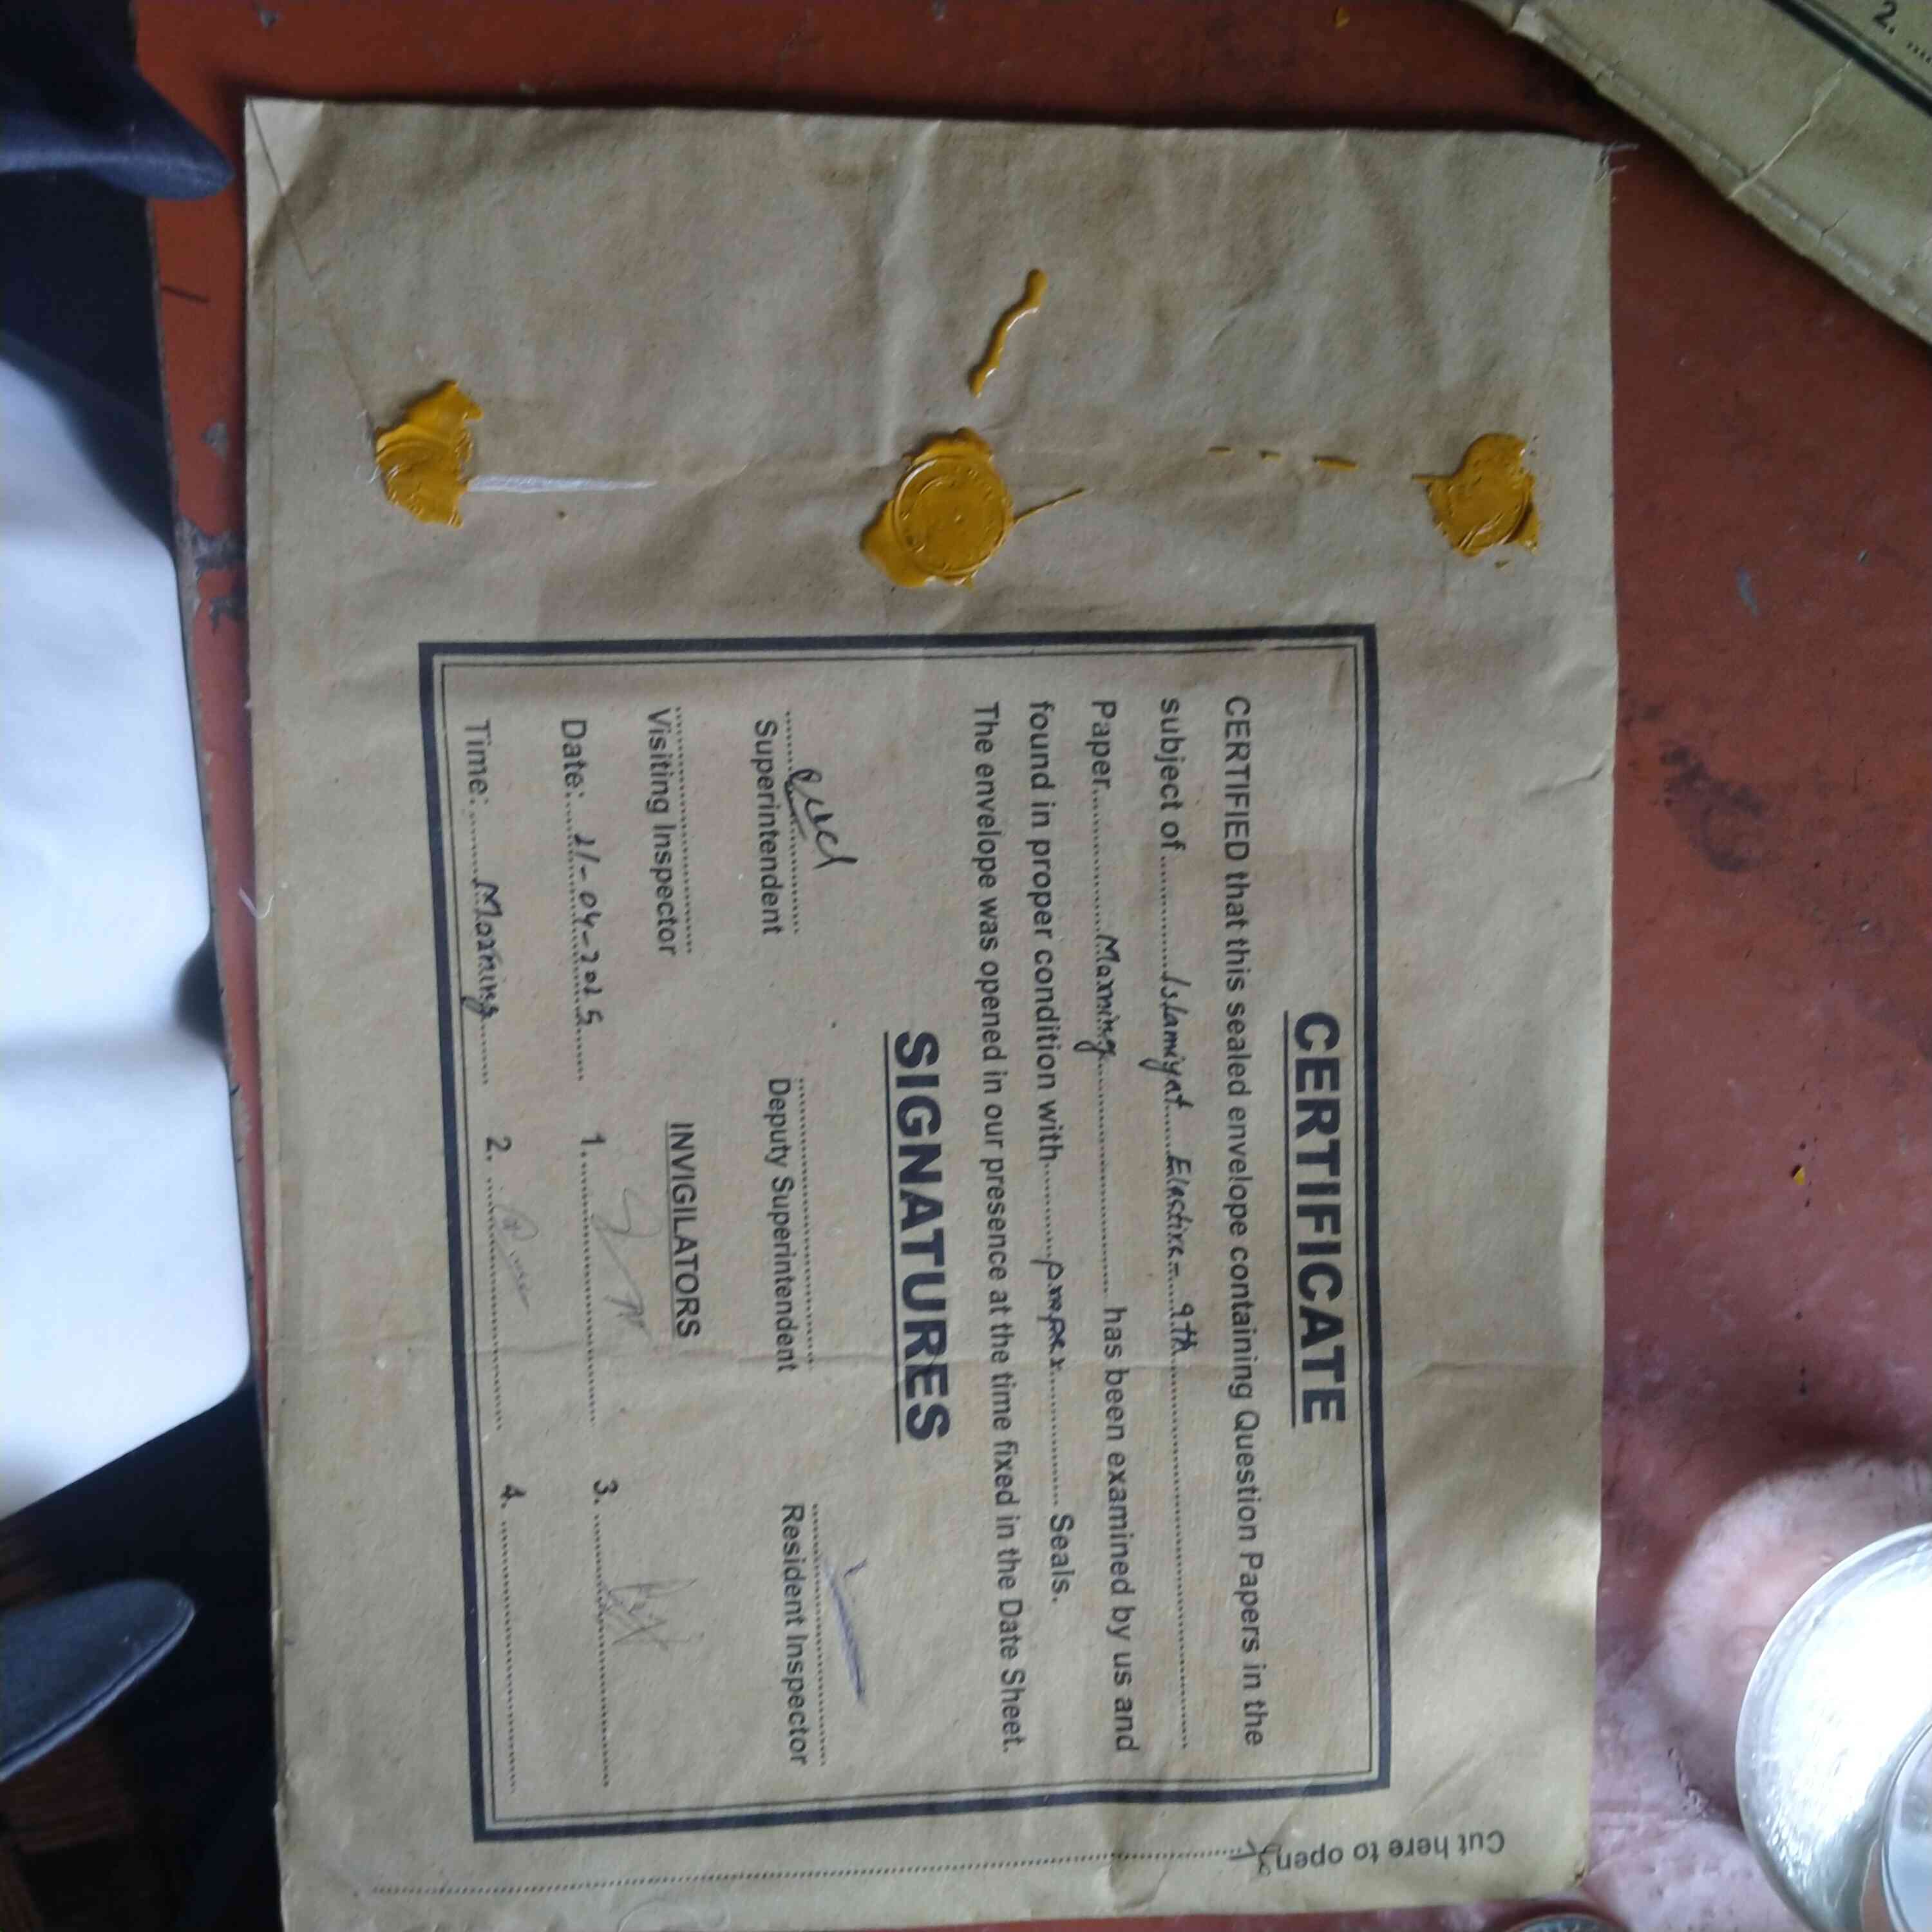 CERTIFICATE
CERTIFIED that this sealed envelope containing Question Papers in the
subject of Islamiyat Elective - 9th
Paper Morning has been examined by us and
found in proper condition with proper Seals.
The envelope was opened in our presence at the time fixed in the Date Sheet.
SIGNATURES
Superintendent Deputy Superintendent Resident Inspector
Visiting Inspector INVIGILATORS
Date: 21-04-2025 1. 3.
Time: Morning 2. 4.
Cut here to open
2.